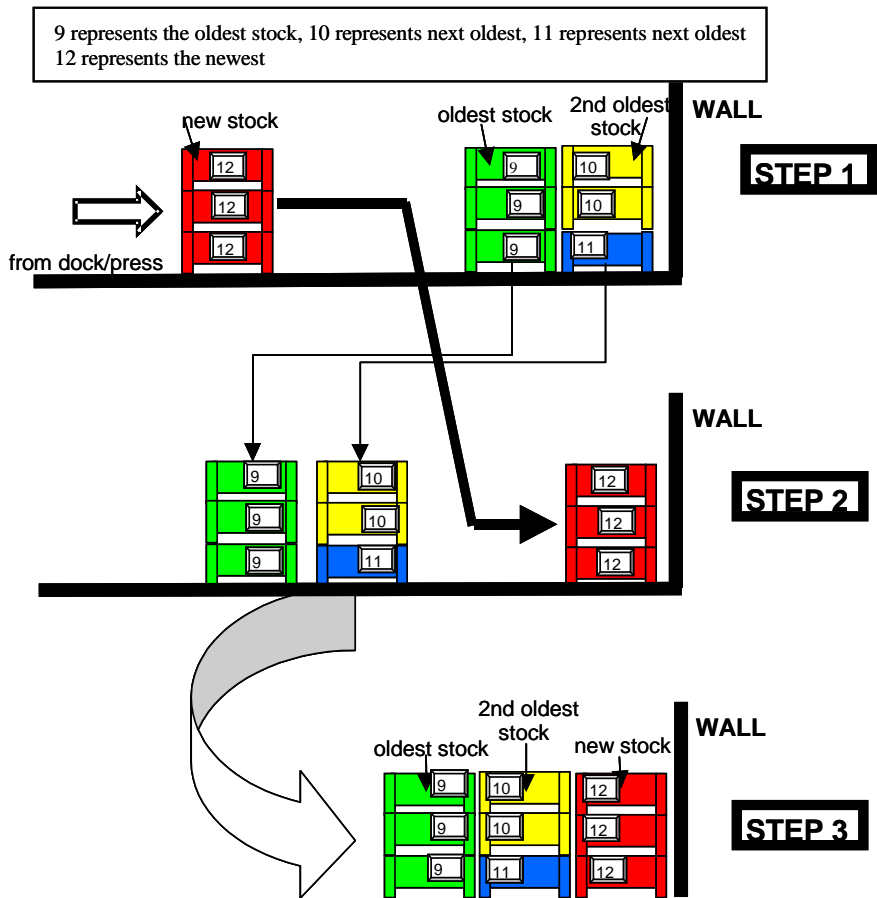 9 represents the oldest stock, 10 represents next oldest, 11 represents next oldest
12 represents the newest
new stock
oldest stock
2nd oldest
stock
WALL
STEP 1
12
12
12
9
9
9
10
10
11
from dock/press
WALL
STEP 2
9
9
9
10
10
11
12
12
12
2nd oldest
stock
oldest stock
new stock
WALL
STEP 3
9
9
9
10
10
11
12
12
12